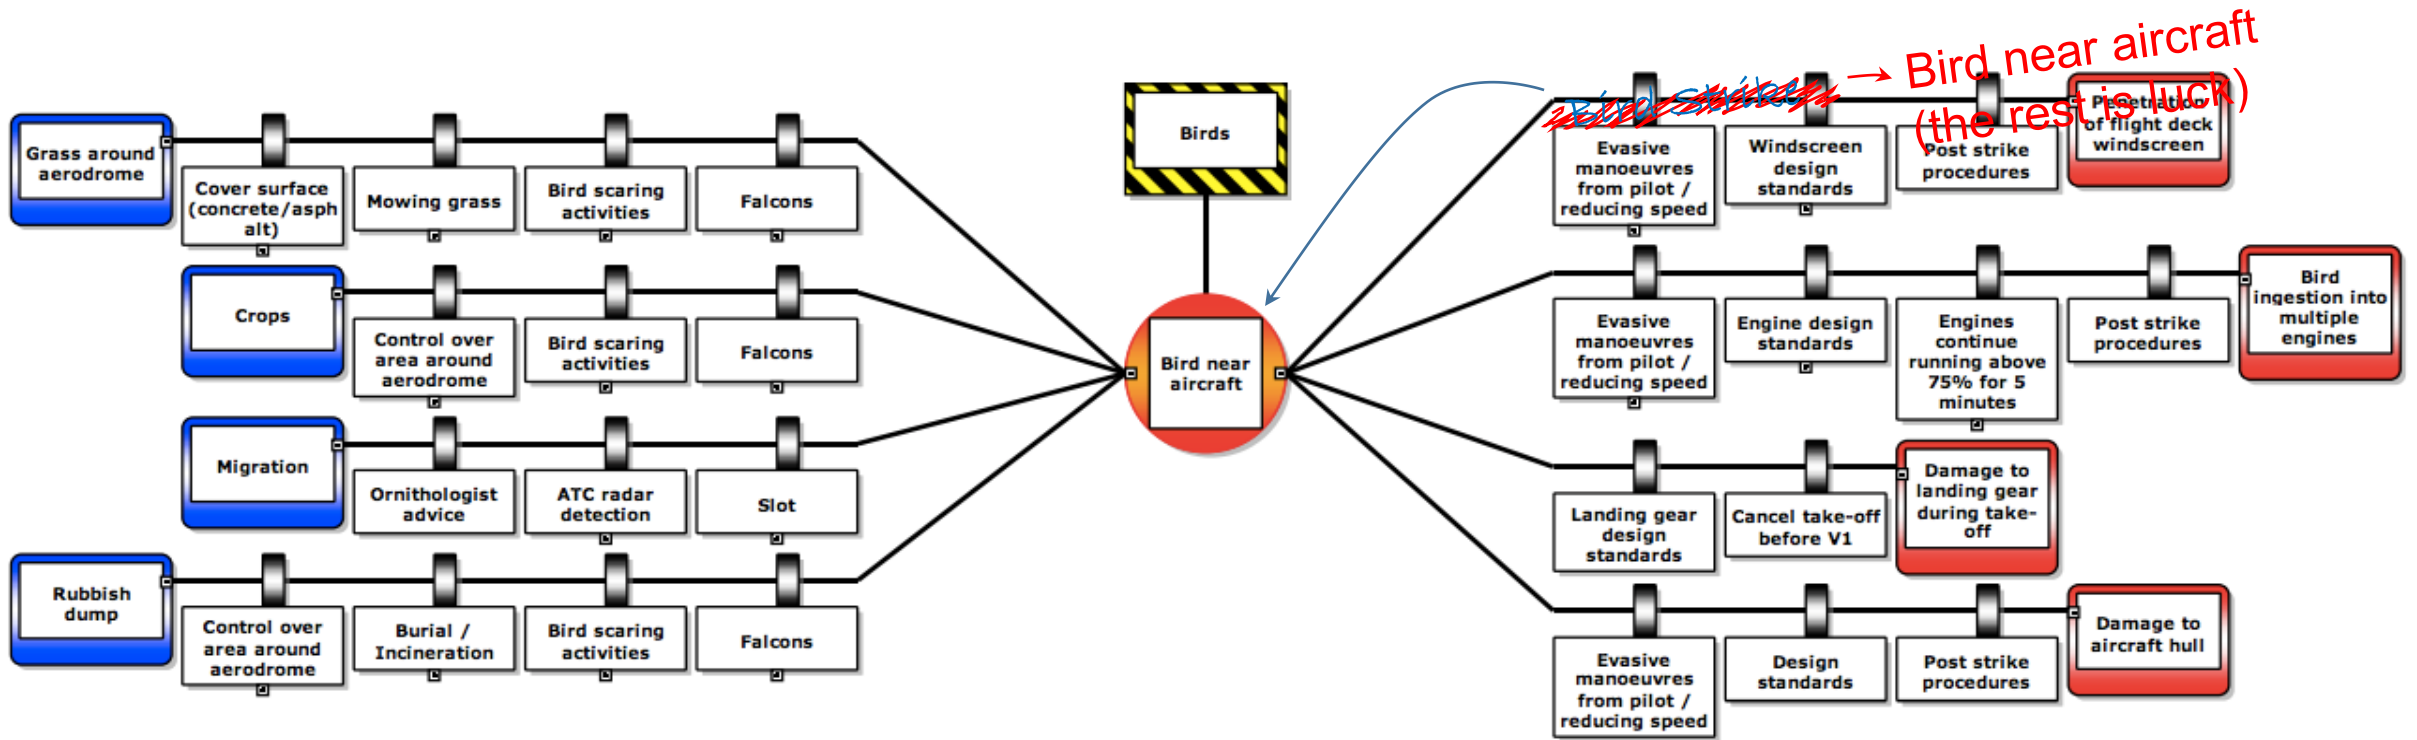 Bird Strike → Bird near aircraft
(the rest is luck)
Birds
Bird near
aircraft
Grass around
aerodrome
Cover surface
(concrete/asph
alt)
Mowing grass
Bird scaring
activities
Falcons
Crops
Control over
area around
aerodrome
Bird scaring
activities
Falcons
Migration
Ornithologist
advice
ATC radar
detection
Slot
Rubbish
dump
Control over
area around
aerodrome
Burial /
Incineration
Bird scaring
activities
Falcons
Evasive
manoeuvres
from pilot /
reducing speed
Windscreen
design
standards
Post strike
procedures
Penetration
of flight deck
windscreen
Evasive
manoeuvres
from pilot /
reducing speed
Engine design
standards
Engines
continue
running above
75% for 5
minutes
Post strike
procedures
Bird
ingestion into
multiple
engines
Landing gear
design
standards
Cancel take-off
before V1
Damage to
landing gear
during take-
off
Evasive
manoeuvres
from pilot /
reducing speed
Design
standards
Post strike
procedures
Damage to
aircraft hull